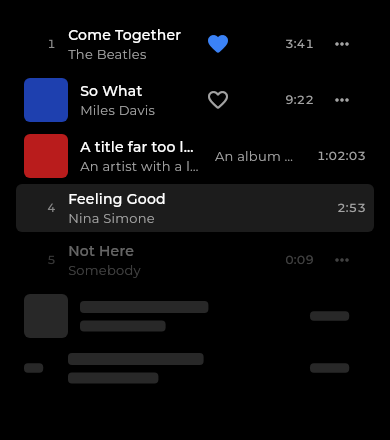 1 Come Together 3:41
The Beatles
So What 9:22
Miles Davis
A title far too l...
An artist with a l... An album ... 1:02:03
4 Feeling Good 2:53
Nina Simone
5 Not Here 0:09
Somebody